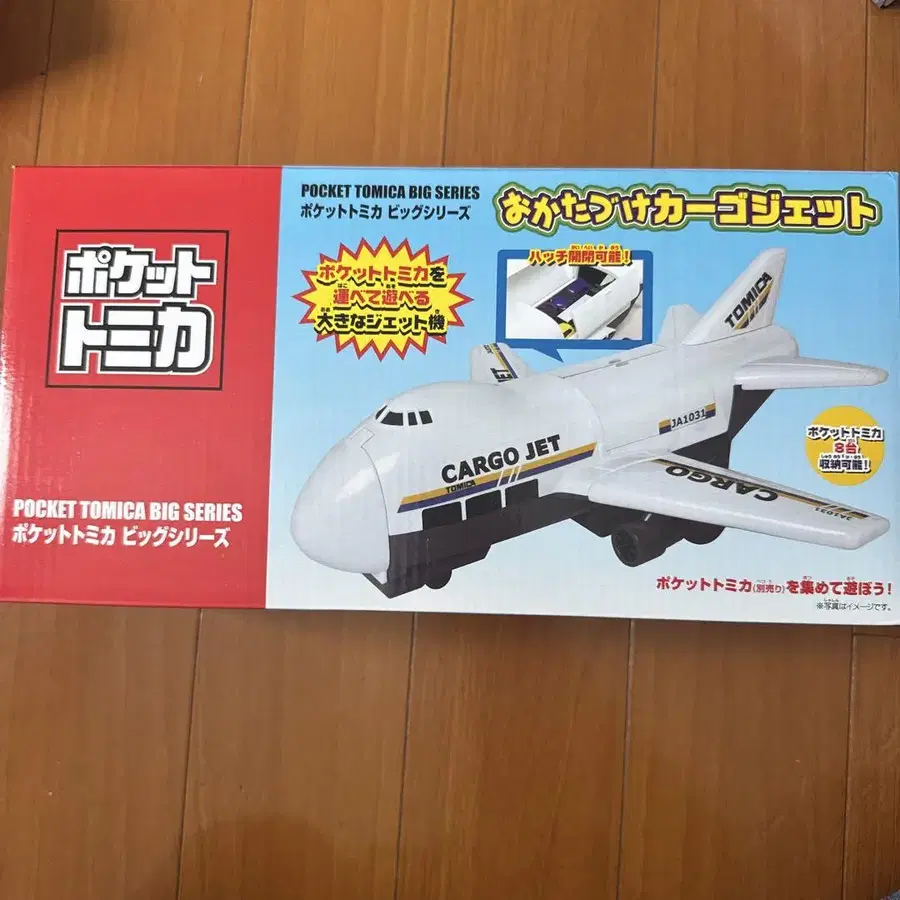 ポケット
トミカ
POCKET TOMICA BIG SERIES
ポケットトミカ ビッグシリーズ
POCKET TOMICA BIG SERIES
ポケットトミカ ビッグシリーズ
おかたづけカーゴジェット
ポケットトミカを
運べて遊べる
大きなジェット機
ハッチ開閉可能!
TOMICA
JET
CARGO JET
TOMICA
JA1031
CARGO
JA1031
ポケットトミカ
8台
収納可能!
ポケットトミカ(別売り)を集めて遊ぼう!
※写真はイメージです。